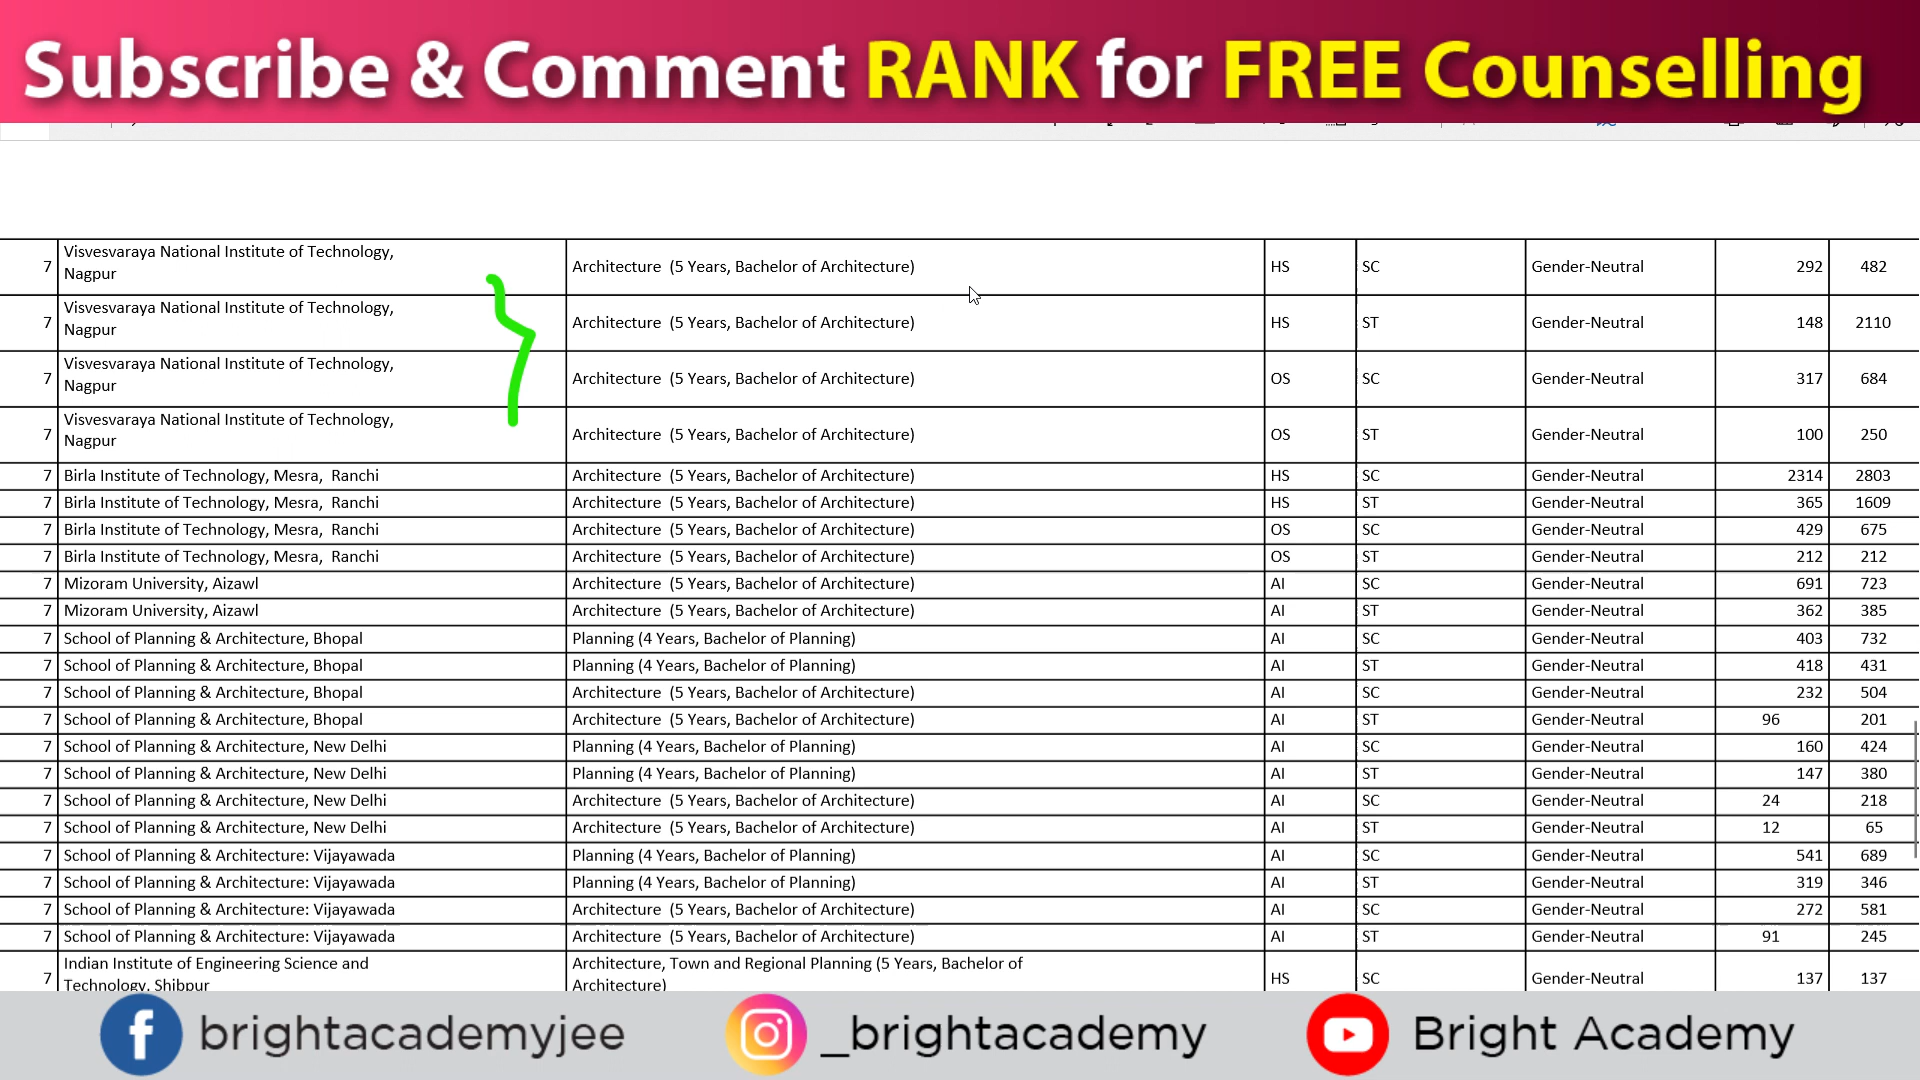 Subscribe & Comment RANK for FREE Counselling
7 Visvesvaraya National Institute of Technology, Nagpur Architecture (5 Years, Bachelor of Architecture) HS SC Gender-Neutral 292 482
7 Visvesvaraya National Institute of Technology, Nagpur Architecture (5 Years, Bachelor of Architecture) HS ST Gender-Neutral 148 2110
7 Visvesvaraya National Institute of Technology, Nagpur Architecture (5 Years, Bachelor of Architecture) OS SC Gender-Neutral 317 684
7 Visvesvaraya National Institute of Technology, Nagpur Architecture (5 Years, Bachelor of Architecture) OS ST Gender-Neutral 100 250
7 Birla Institute of Technology, Mesra, Ranchi Architecture (5 Years, Bachelor of Architecture) HS SC Gender-Neutral 2314 2803
7 Birla Institute of Technology, Mesra, Ranchi Architecture (5 Years, Bachelor of Architecture) HS ST Gender-Neutral 365 1609
7 Birla Institute of Technology, Mesra, Ranchi Architecture (5 Years, Bachelor of Architecture) OS SC Gender-Neutral 429 675
7 Birla Institute of Technology, Mesra, Ranchi Architecture (5 Years, Bachelor of Architecture) OS ST Gender-Neutral 212 212
7 Mizoram University, Aizawl Architecture (5 Years, Bachelor of Architecture) AI SC Gender-Neutral 691 723
7 Mizoram University, Aizawl Architecture (5 Years, Bachelor of Architecture) AI ST Gender-Neutral 362 385
7 School of Planning & Architecture, Bhopal Planning (4 Years, Bachelor of Planning) AI SC Gender-Neutral 403 732
7 School of Planning & Architecture, Bhopal Planning (4 Years, Bachelor of Planning) AI ST Gender-Neutral 418 431
7 School of Planning & Architecture, Bhopal Architecture (5 Years, Bachelor of Architecture) AI SC Gender-Neutral 232 504
7 School of Planning & Architecture, Bhopal Architecture (5 Years, Bachelor of Architecture) AI ST Gender-Neutral 96 201
7 School of Planning & Architecture, New Delhi Planning (4 Years, Bachelor of Planning) AI SC Gender-Neutral 160 424
7 School of Planning & Architecture, New Delhi Planning (4 Years, Bachelor of Planning) AI ST Gender-Neutral 147 380
7 School of Planning & Architecture, New Delhi Architecture (5 Years, Bachelor of Architecture) AI SC Gender-Neutral 24 218
7 School of Planning & Architecture, New Delhi Architecture (5 Years, Bachelor of Architecture) AI ST Gender-Neutral 12 65
7 School of Planning & Architecture: Vijayawada Planning (4 Years, Bachelor of Planning) AI SC Gender-Neutral 541 689
7 School of Planning & Architecture: Vijayawada Planning (4 Years, Bachelor of Planning) AI ST Gender-Neutral 319 346
7 School of Planning & Architecture: Vijayawada Architecture (5 Years, Bachelor of Architecture) AI SC Gender-Neutral 272 581
7 School of Planning & Architecture: Vijayawada Architecture (5 Years, Bachelor of Architecture) AI ST Gender-Neutral 91 245
7 Indian Institute of Engineering Science and Technology, Shibpur Architecture, Town and Regional Planning (5 Years, Bachelor of Architecture) HS SC Gender-Neutral 137 137
brightacademyjee _brightacademy Bright Academy